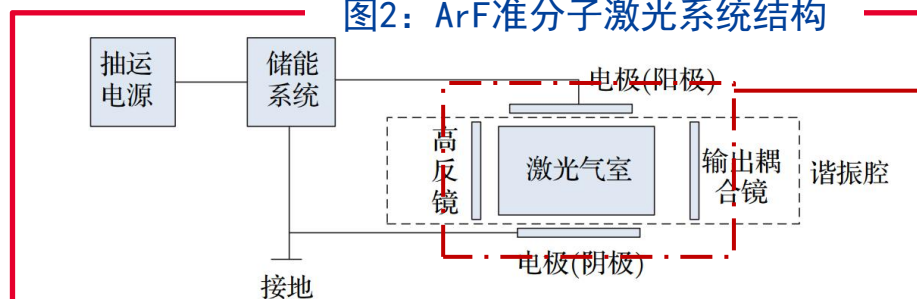 图2：ArF准分子激光系统结构
抽运
电源
储能
系统
电极(阳极)
高
反
镜
激光气室
输出耦
合镜
谐振腔
电极(阴极)
接地